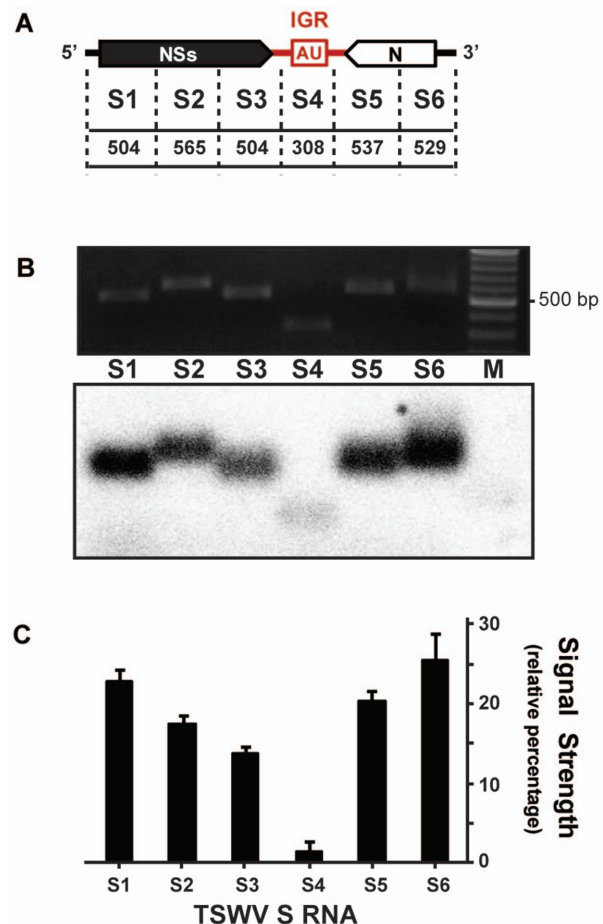 A
IGR
5’ NSs AU N 3’
S1 S2 S3 S4 S5 S6
504 565 504 308 537 529
B
500 bp
S1 S2 S3 S4 S5 S6 M
C
30
20
10
0
Signal Strength
(relative percentage)
S1 S2 S3 S4 S5 S6
TSWV S RNA